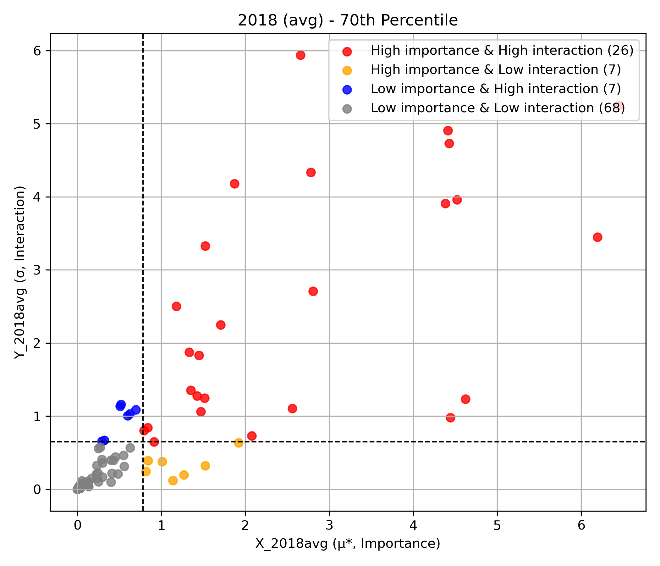 2018 (avg) - 70th Percentile
High importance & High interaction (26)
High importance & Low interaction (7)
Low importance & High interaction (7)
Low importance & Low interaction (68)
6
5
4
3
2
1
0
Y_2018avg (σ, Interaction)
0 1 2 3 4 5 6
X_2018avg (μ*, Importance)